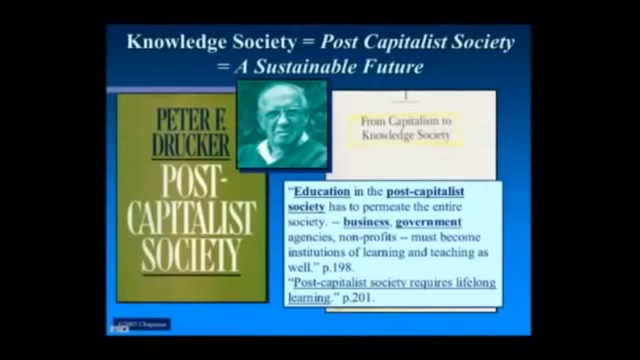 Knowledge Society = Post Capitalist Society
= A Sustainable Future
PETER F.
DRUCKER
POST-
CAPITALIST
SOCIETY
1
From Capitalism to
Knowledge Society
“Education in the post-capitalist
society has to permeate the entire
society. -- business, government
agencies, non-profits -- must become
institutions of learning and teaching as
well.” p.198.
“Post-capitalist society requires lifelong
learning.” p.201.
Chapman